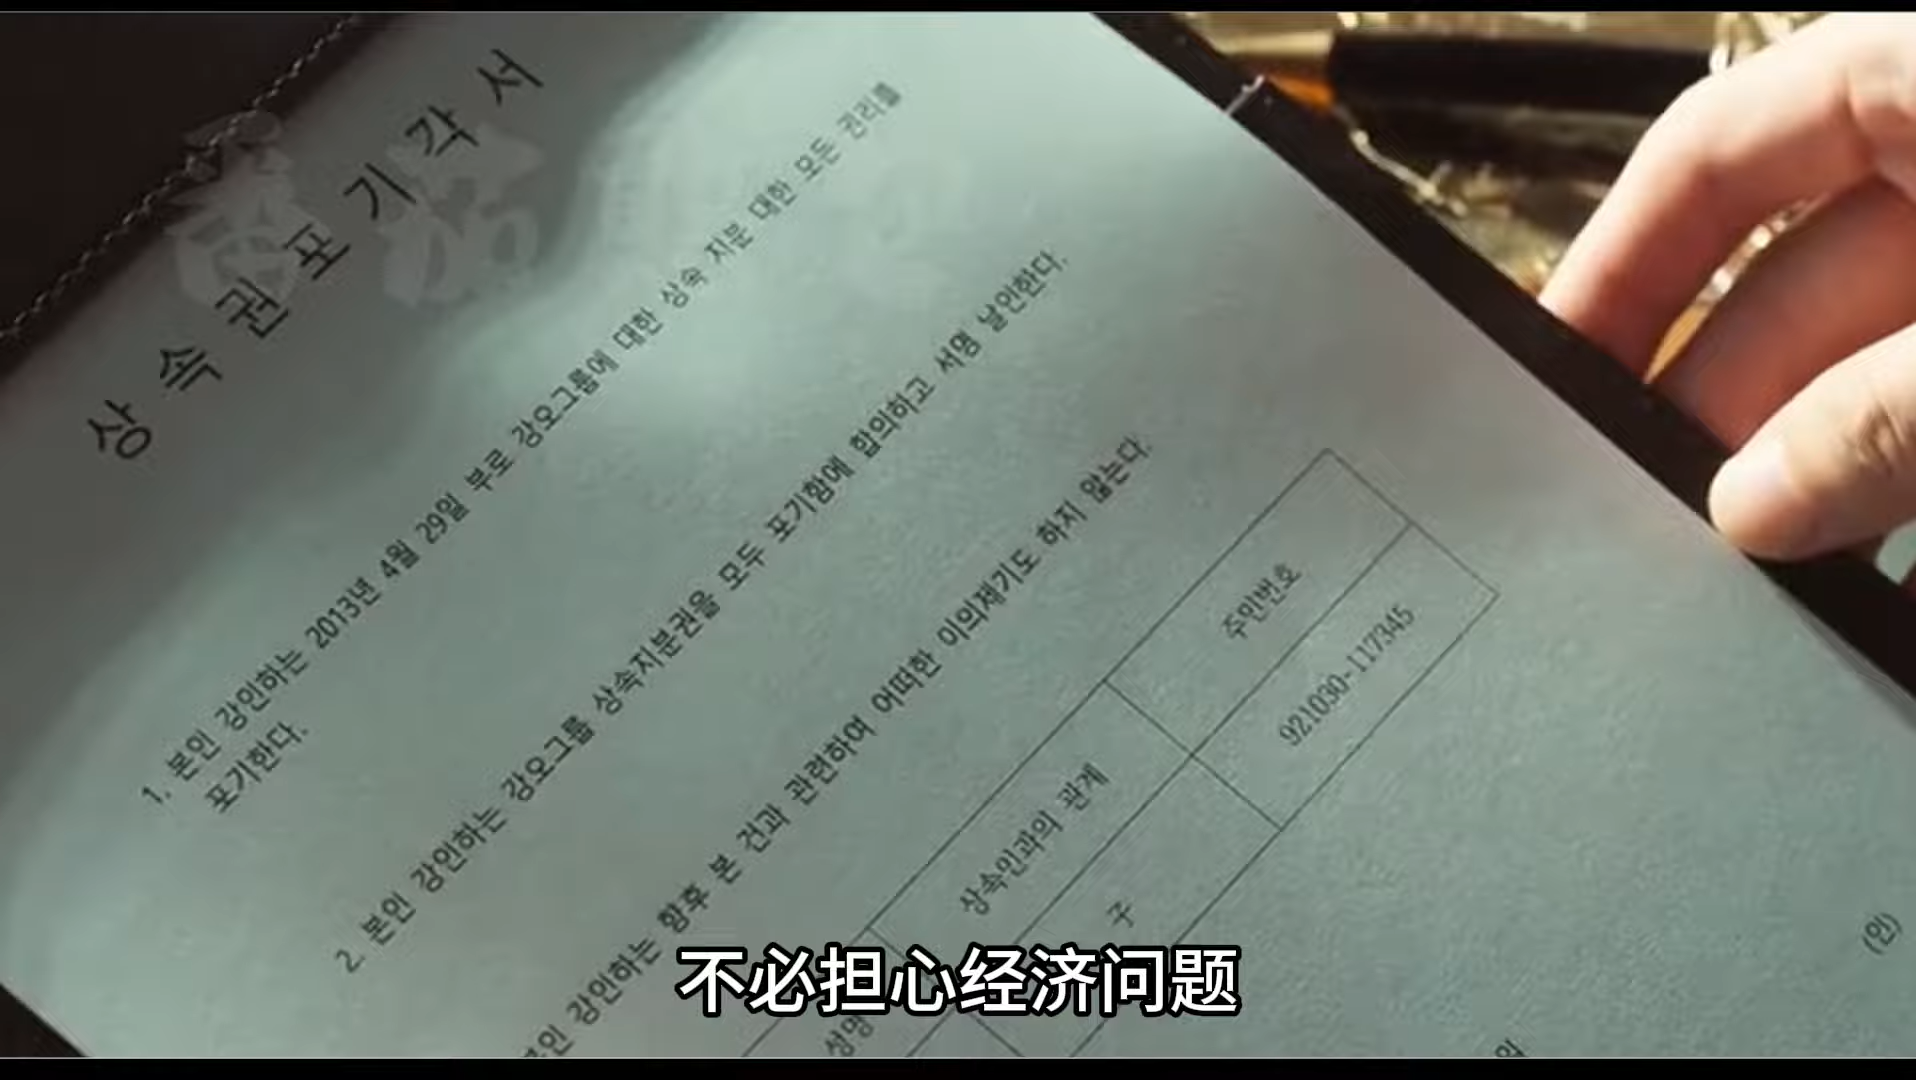 상속권포기각서
1. 본인 강인하는 2013년 4월 29일 부로 강오그룹에 대한 상속 지분 대한 모든 권리를
포기한다.
2. 본인 강인하는 강오그룹 상속지분권을 모두 포기함에 합의하고 서명 날인한다.
본인 강인하는 향후 본 건과 관련하여 어떠한 이의제기도 하지 않는다.
성명 상속인과의 관계 주민번호
子 921030-117345
(인)
不必担心经济问题